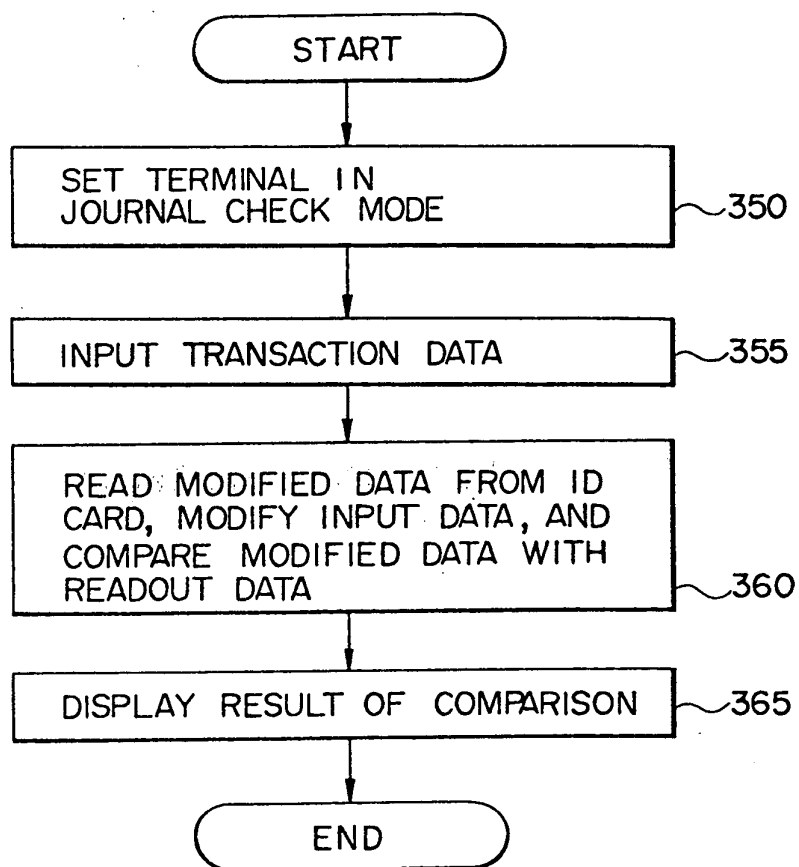 START
SET TERMINAL IN
JOURNAL CHECK MODE
350
INPUT TRANSACTION DATA
355
READ MODIFIED DATA FROM ID
CARD, MODIFY INPUT DATA, AND
COMPARE MODIFIED DATA WITH
READOUT DATA
360
DISPLAY RESULT OF COMPARISON
365
END